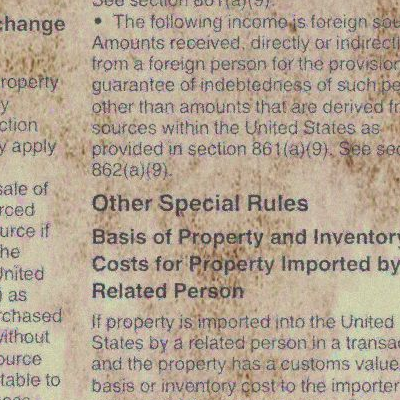 change
roperty
y
ction
y apply
sale of
rced
urce if
he
United
) as
rchased
without
ource
table to
See section 861(a)(9).
• The following income is foreign sou
Amounts received, directly or indirectl
from a foreign person for the provision
guarantee of indebtedness of such pe
other than amounts that are derived fr
sources within the United States as
provided in section 861(a)(9). See sec
862(a)(9).
Other Special Rules
Basis of Property and Inventory
Costs for Property Imported by
Related Person
If property is imported into the United
States by a related person in a transac
and the property has a customs value
basis or inventory cost to the importer